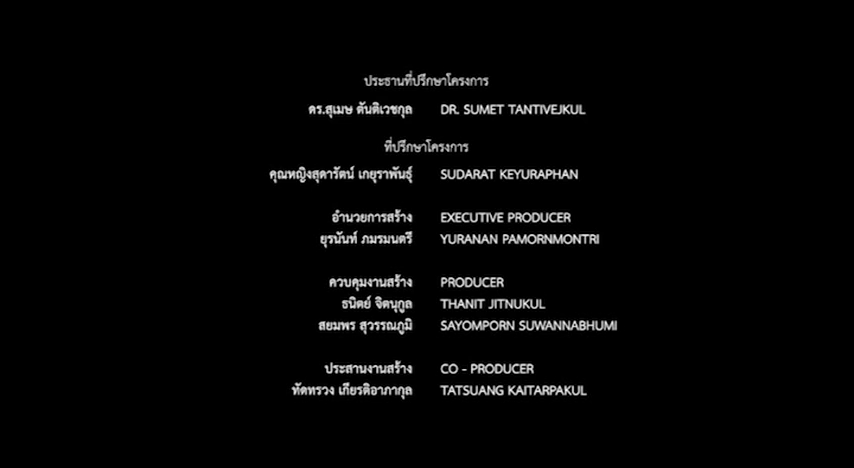 ประธานที่ปรึกษาโครงการ
ดร.สุเมธ ตันติเวชกุล DR. SUMET TANTIVEJKUL
ที่ปรึกษาโครงการ
คุณหญิงสุดารัตน์ เกยุราพันธุ์ SUDARAT KEYURAPHAN
อำนวยการสร้าง EXECUTIVE PRODUCER
ยุรนันท์ ภมรมนตรี YURANAN PAMORNMONTRI
ควบคุมงานสร้าง PRODUCER
ธนิตย์ จิตนุกูล THANIT JITNUKUL
สยมพร สุวรรณภูมิ SAYOMPORN SUWANNABHUMI
ประสานงานสร้าง CO - PRODUCER
ทัดทรวง เกียรติอาภากุล TATSUANG KAITARPAKUL